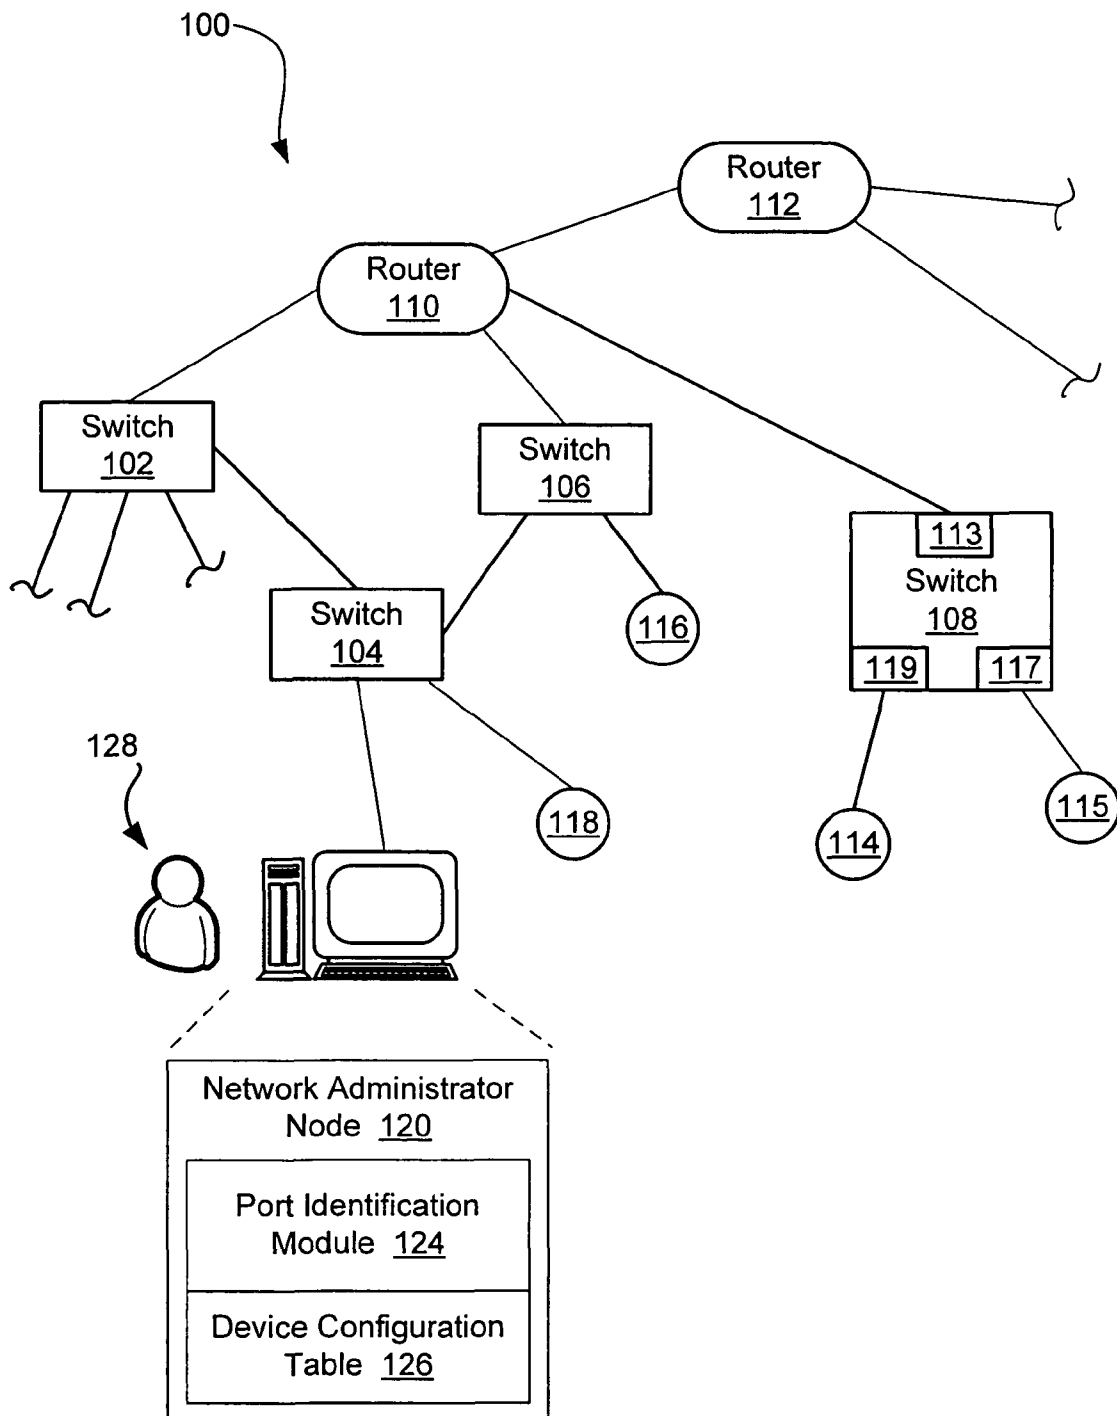 100
Router
112
Router
110
Switch
102
Switch
106
113
Switch
108
Switch
104
116
119
117
128
118
114
115
Network Administrator
Node 120
Port Identification
Module 124
Device Configuration
Table 126